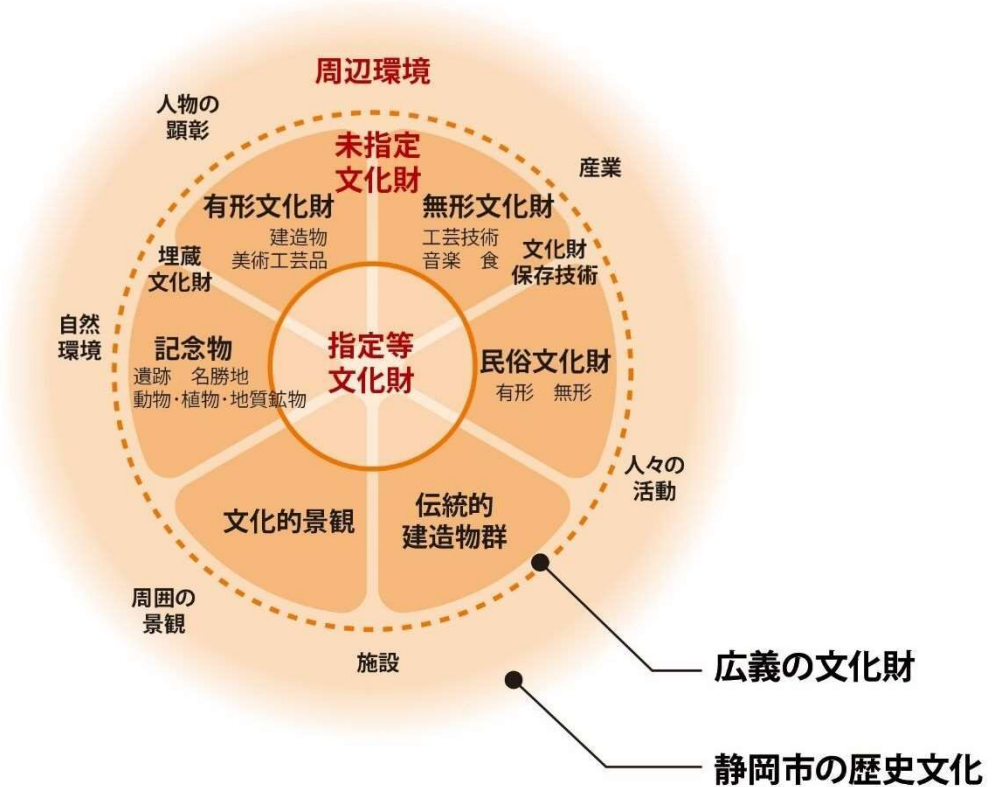 周辺環境
人物の
顕彰
未指定
文化財
産業
有形文化財
建造物
美術工芸品
無形文化財
工芸技術
音楽　食
文化財
保存技術
埋蔵
文化財
自然
環境
記念物
遺跡　名勝地
動物・植物・地質鉱物
指定等
文化財
民俗文化財
有形　無形
人々の
活動
文化的景観
伝統的
建造物群
周囲の
景観
施設
広義の文化財
静岡市の歴史文化